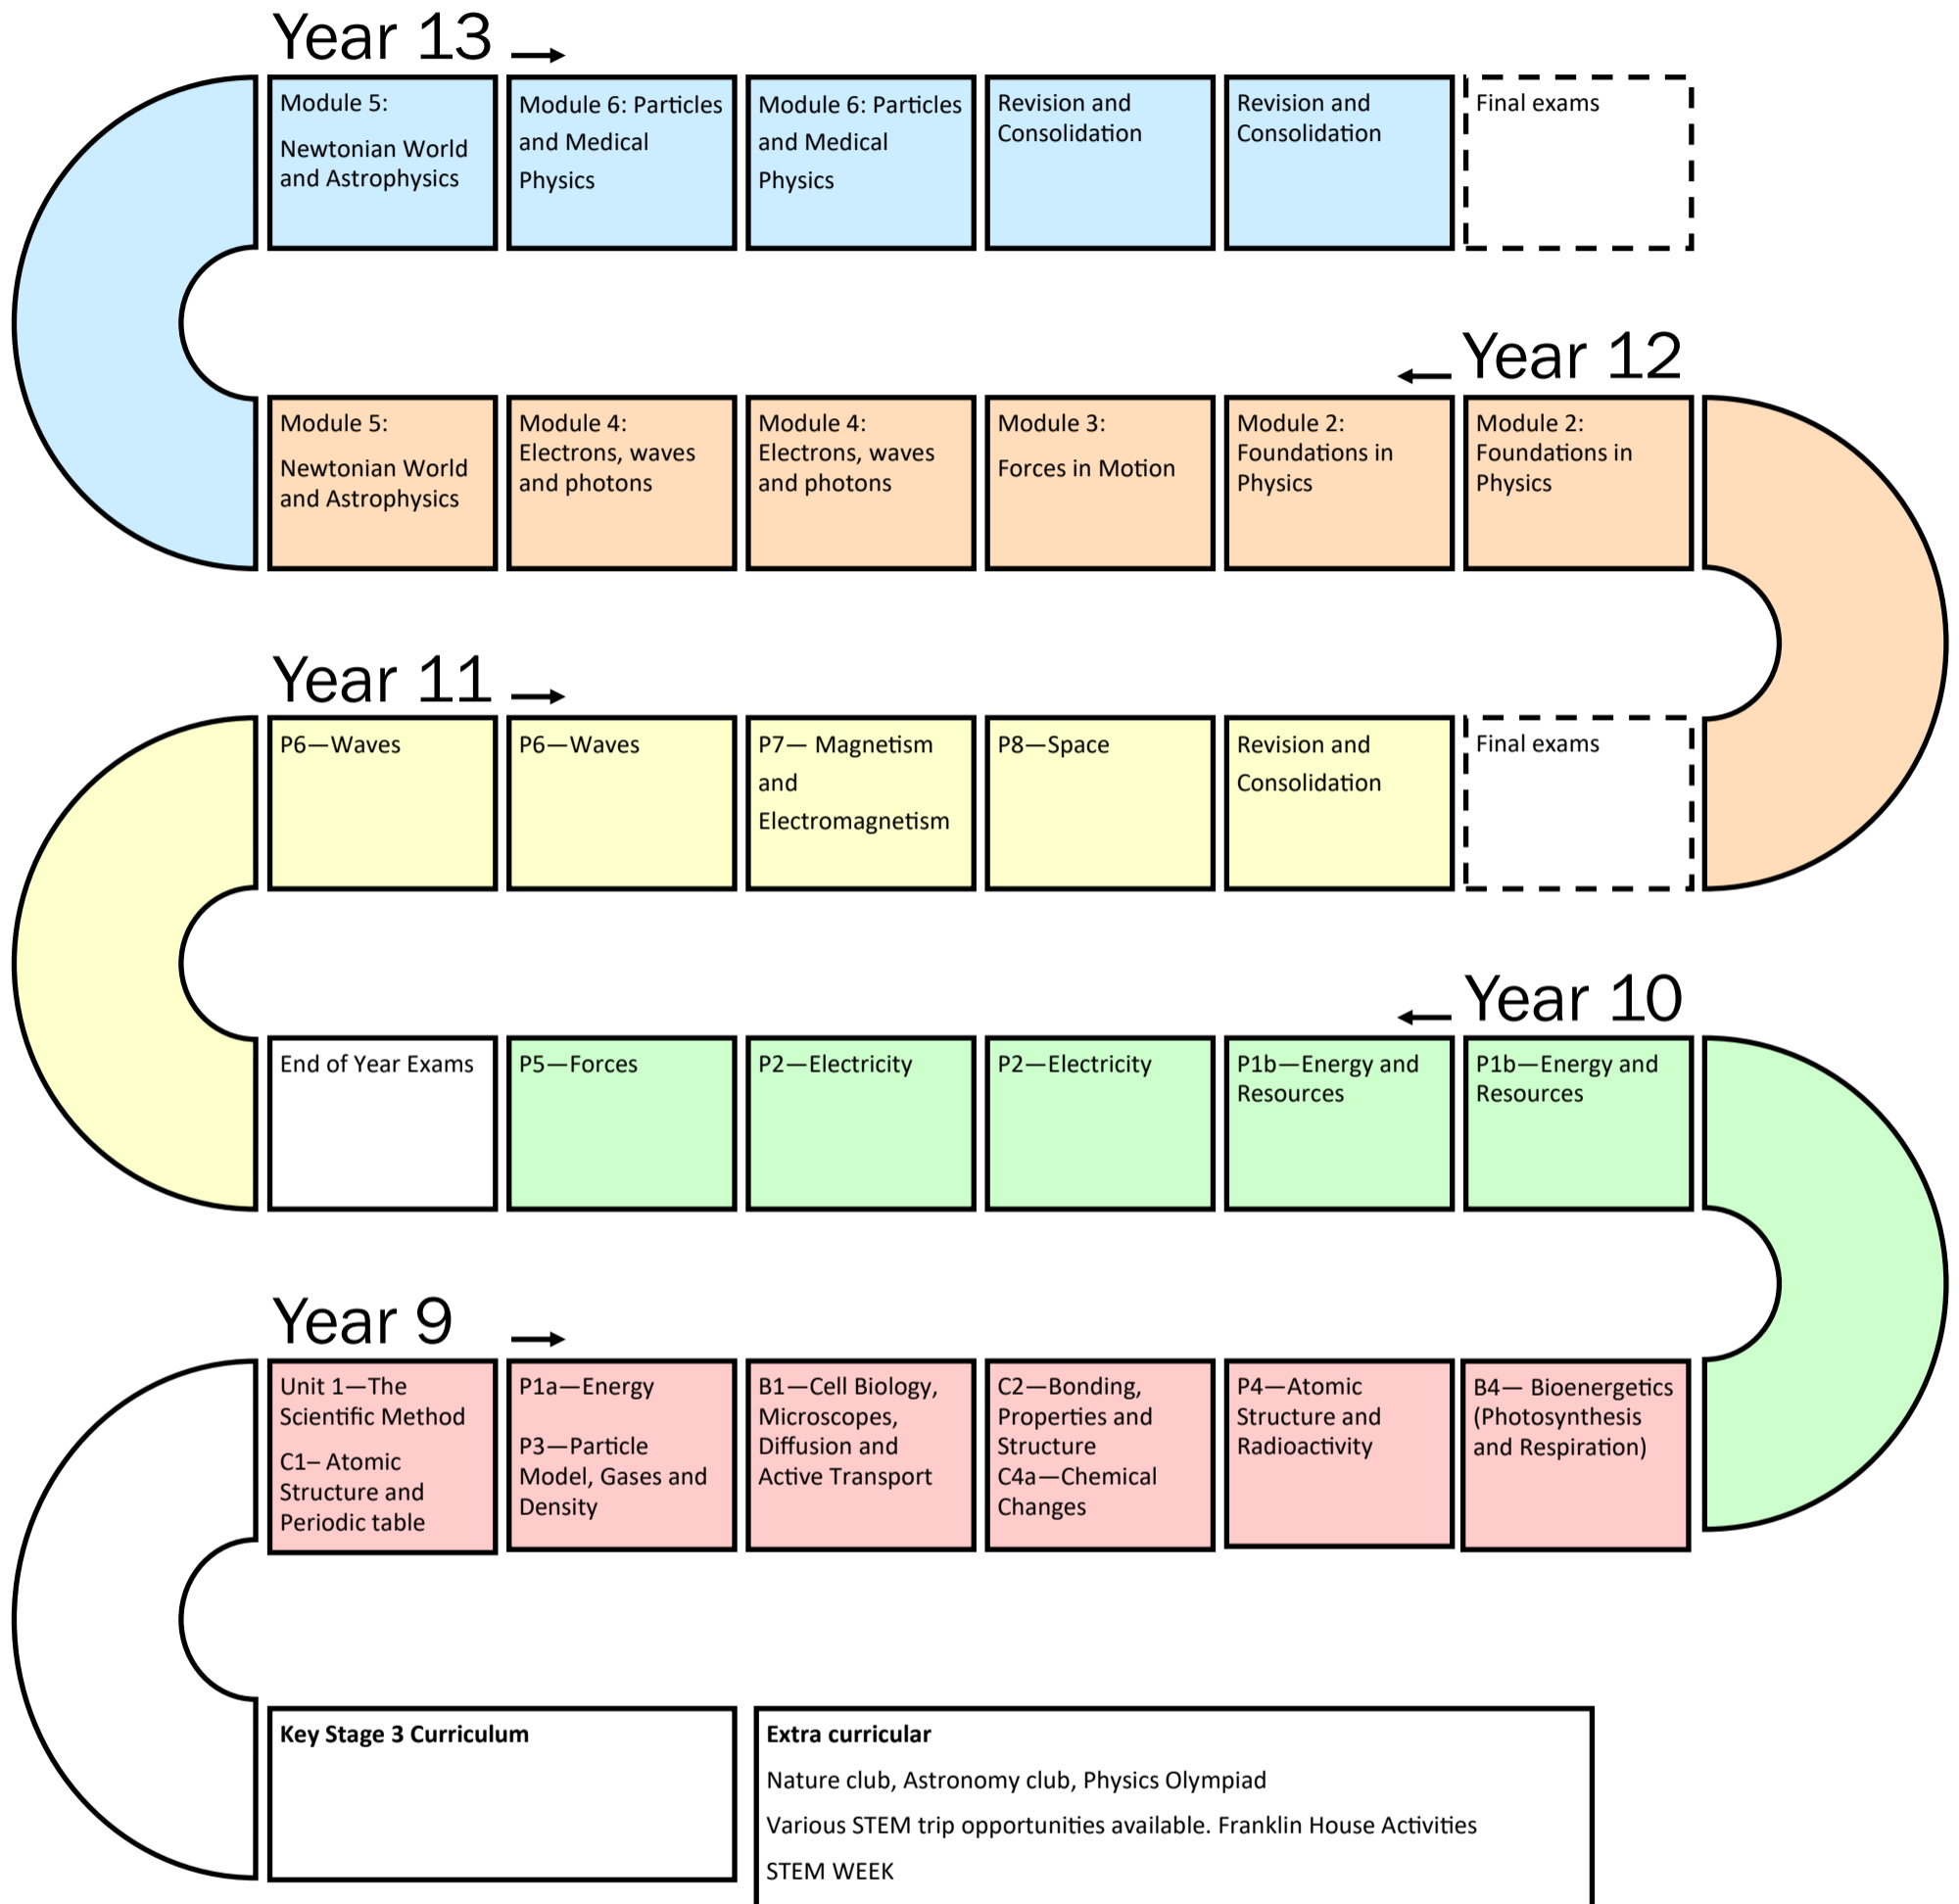 Year 13
Module 5:
Newtonian World
and Astrophysics
Module 6: Particles
and Medical
Physics
Module 6: Particles
and Medical
Physics
Revision and
Consolidation
Revision and
Consolidation
Final exams
Year 12
Module 5:
Newtonian World
and Astrophysics
Module 4:
Electrons, waves
and photons
Module 4:
Electrons, waves
and photons
Module 3:
Forces in Motion
Module 2:
Foundations in
Physics
Module 2:
Foundations in
Physics
Year 11
P6—Waves
P6—Waves
P7— Magnetism
and
Electromagnetism
P8—Space
Revision and
Consolidation
Final exams
Year 10
End of Year Exams
P5—Forces
P2—Electricity
P2—Electricity
P1b—Energy and
Resources
P1b—Energy and
Resources
Year 9
Unit 1—The
Scientific Method
C1– Atomic
Structure and
Periodic table
P1a—Energy
P3—Particle
Model, Gases and
Density
B1—Cell Biology,
Microscopes,
Diffusion and
Active Transport
C2—Bonding,
Properties and
Structure
C4a—Chemical
Changes
P4—Atomic
Structure and
Radioactivity
B4— Bioenergetics
(Photosynthesis
and Respiration)
Key Stage 3 Curriculum
Extra curricular
Nature club, Astronomy club, Physics Olympiad
Various STEM trip opportunities available. Franklin House Activities
STEM WEEK